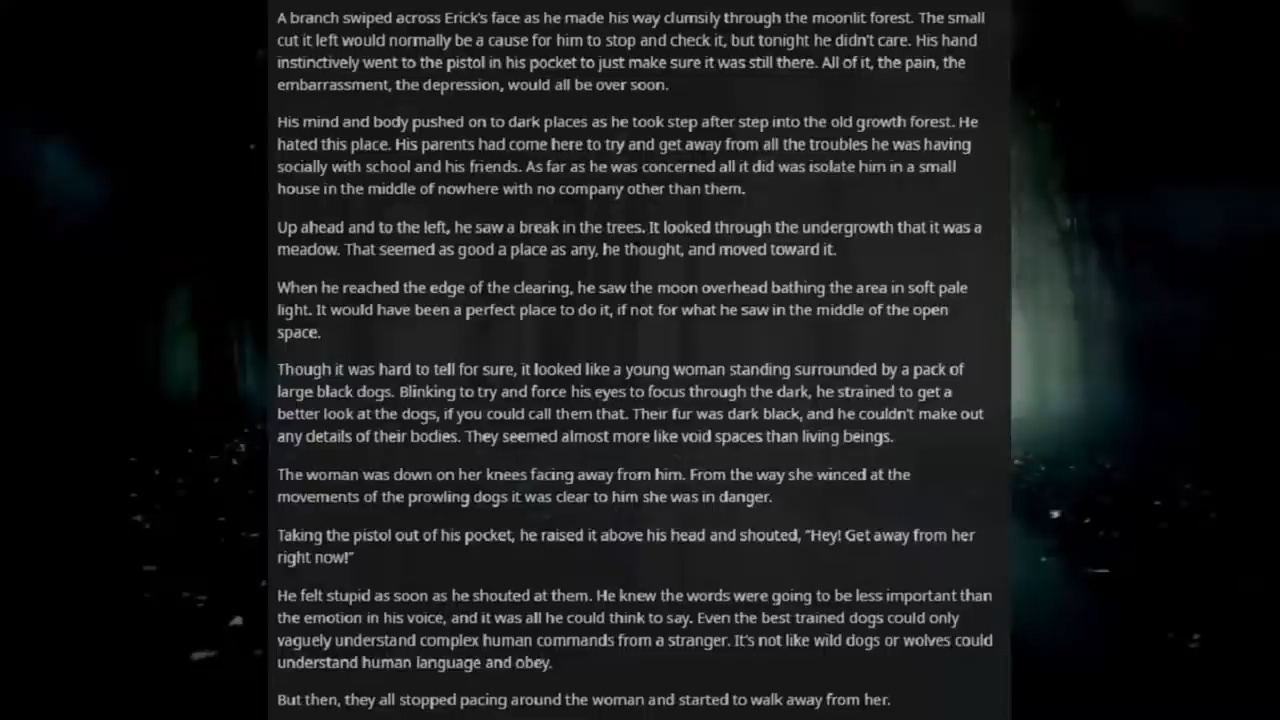 A branch swiped across Erick's face as he made his way clumsily through the moonlit forest. The small
cut it left would normally be a cause for him to stop and check it, but tonight he didn't care. His hand
instinctively went to the pistol in his pocket to just make sure it was still there. All of it, the pain, the
embarrassment, the depression, would all be over soon.
His mind and body pushed on to dark places as he took step after step into the old growth forest. He
hated this place. His parents had come here to try and get away from all the troubles he was having
socially with school and his friends. As far as he was concerned all it did was isolate him in a small
house in the middle of nowhere with no company other than them.
Up ahead and to the left, he saw a break in the trees. It looked through the undergrowth that it was a
meadow. That seemed as good a place as any, he thought, and moved toward it.
When he reached the edge of the clearing, he saw the moon overhead bathing the area in soft pale
light. It would have been a perfect place to do it, if not for what he saw in the middle of the open
space.
Though it was hard to tell for sure, it looked like a young woman standing surrounded by a pack of
large black dogs. Blinking to try and force his eyes to focus through the dark, he strained to get a
better look at the dogs, if you could call them that. Their fur was dark black, and he couldn't make out
any details of their bodies. They seemed almost more like void spaces than living beings.
The woman was down on her knees facing away from him. From the way she winced at the
movements of the prowling dogs it was clear to him she was in danger.
Taking the pistol out of his pocket, he raised it above his head and shouted, "Hey! Get away from her
right now!"
He felt stupid as soon as he shouted at them. He knew the words were going to be less important than
the emotion in his voice, and it was all he could think to say. Even the best trained dogs could only
vaguely understand complex human commands from a stranger. It's not like wild dogs or wolves could
understand human language and obey.
But then, they all stopped pacing around the woman and started to walk away from her.